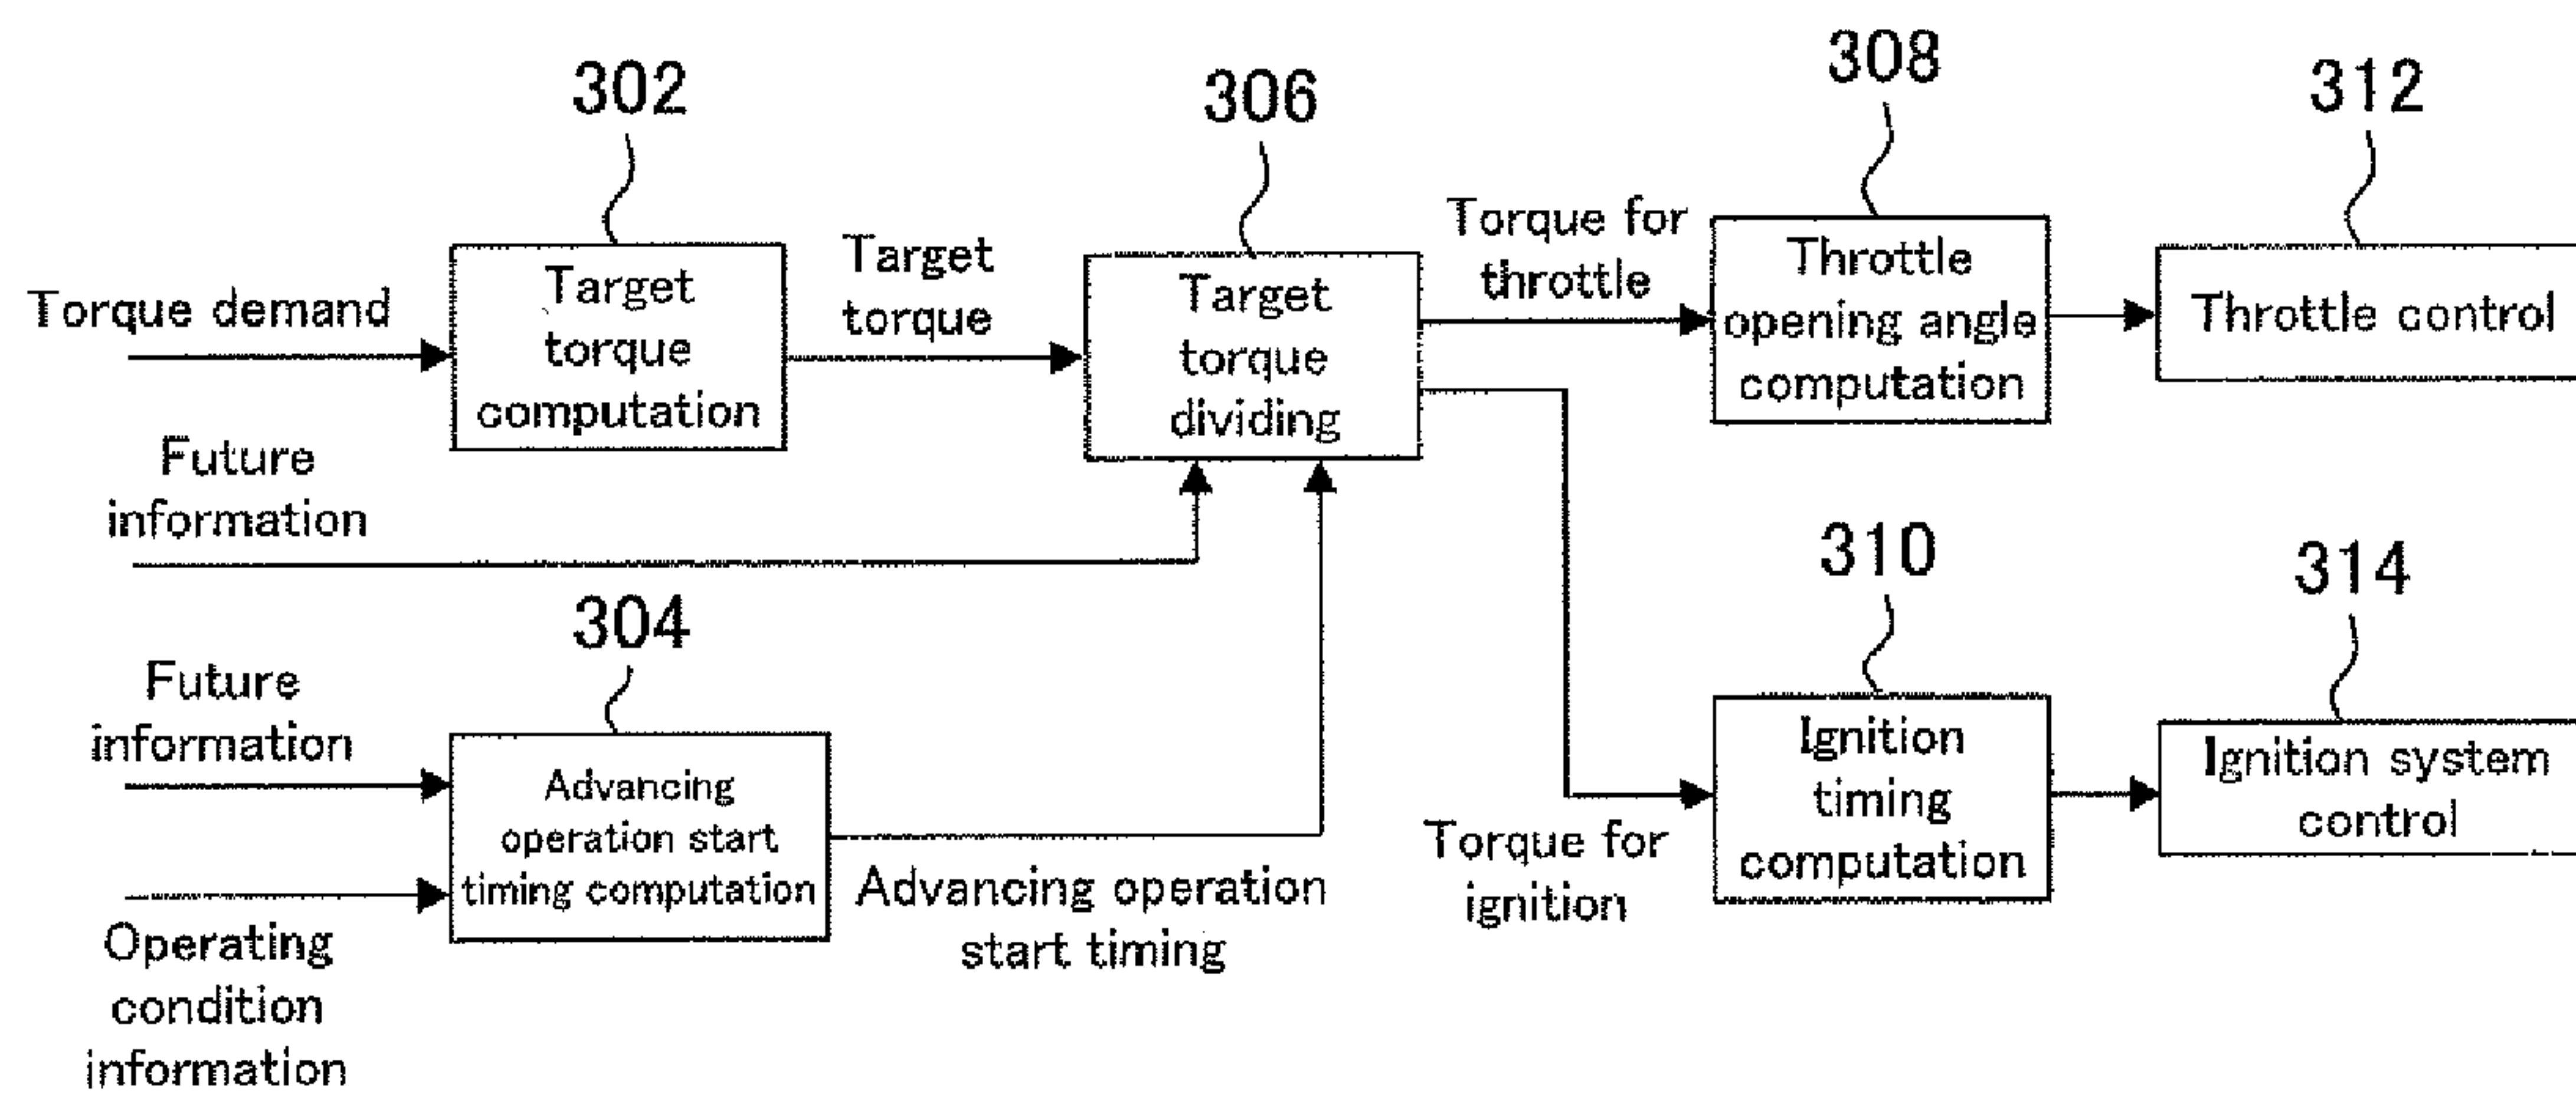 302
306
308
312
Torque demand
Target
torque
computation
Target
torque
Target
torque
dividing
Torque for
throttle
Throttle
opening angle
computation
Throttle control
Future
information
304
Future
information
Advancing
operation start
timing computation
Operating
condition
information
Advancing operation
start timing
310
314
Torque for
ignition
Ignition
timing
computation
Ignition system
control